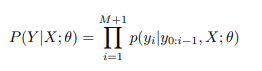 P(Y|X; θ) = ∏_{i=1}^{M+1} p(y_i|y_{0:i−1}, X; θ)